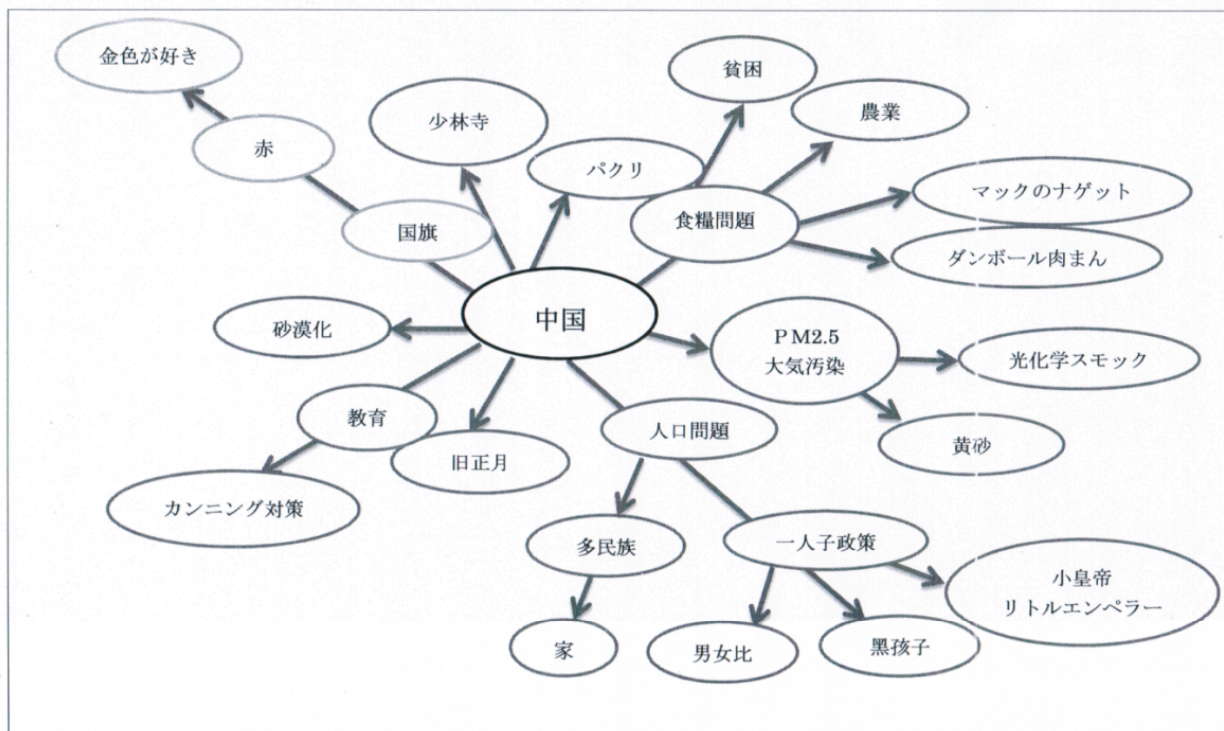 金色が好き
貧困
少林寺
農業
赤
パクリ
マックのナゲット
国旗
食糧問題
ダンボール肉まん
中国
砂漠化
PM2.5
大気汚染
光化学スモック
教育
人口問題
黄砂
旧正月
カンニング対策
多民族
一人子政策
小皇帝
リトルエンペラー
家
男女比
黑孩子